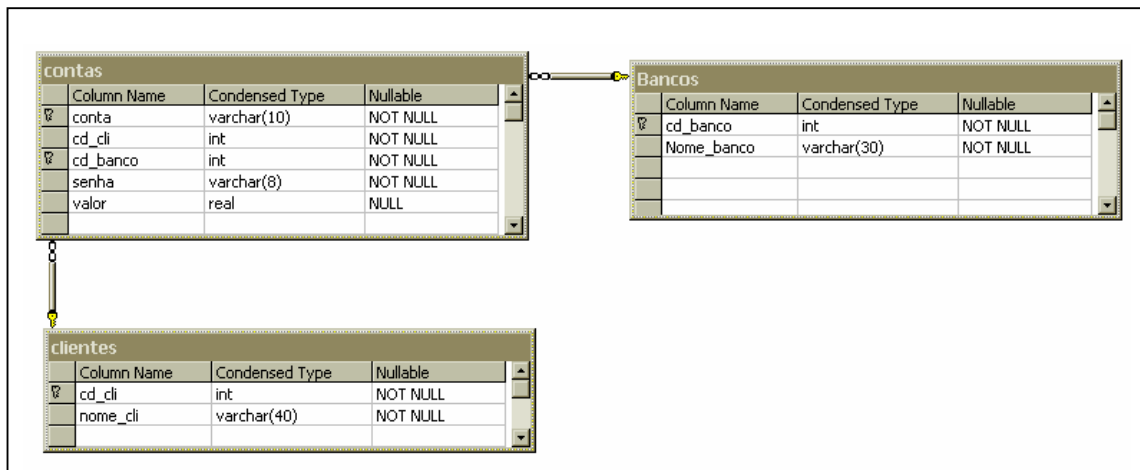 contas
Column Name Condensed Type Nullable
conta varchar(10) NOT NULL
cd_cli int NOT NULL
cd_banco int NOT NULL
senha varchar(8) NOT NULL
valor real NULL
Bancos
Column Name Condensed Type Nullable
cd_banco int NOT NULL
Nome_banco varchar(30) NOT NULL
clientes
Column Name Condensed Type Nullable
cd_cli int NOT NULL
nome_cli varchar(40) NOT NULL